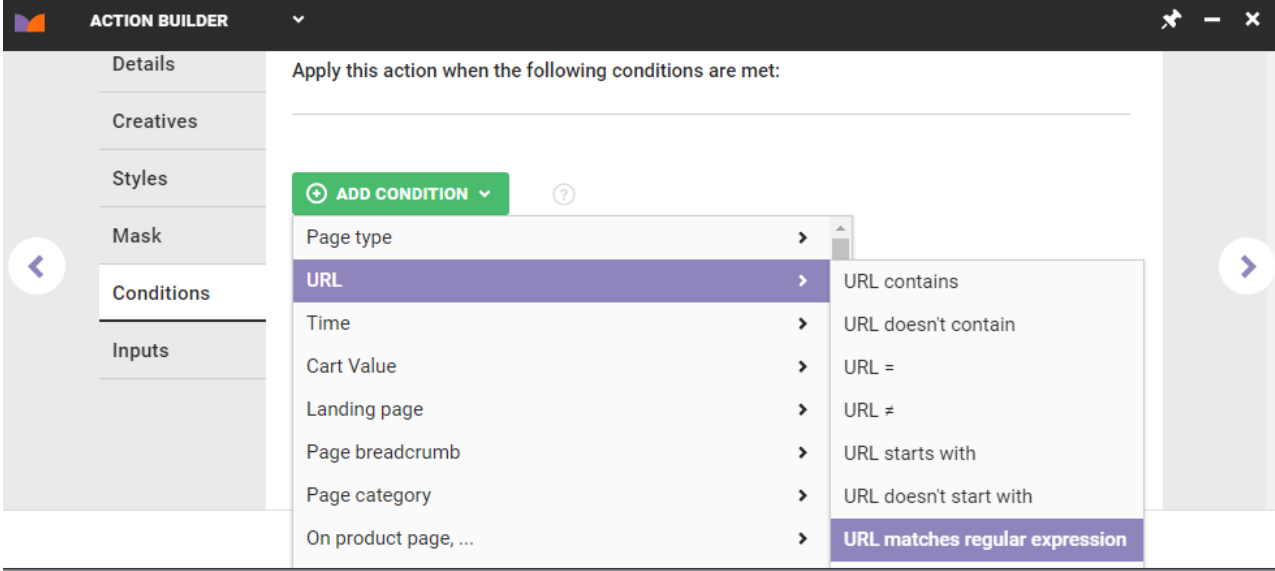 ACTION BUILDER
Details
Creatives
Styles
Mask
Conditions
Inputs
Apply this action when the following conditions are met:
ADD CONDITION
?
Page type
URL
Time
Cart Value
Landing page
Page breadcrumb
Page category
On product page, ...
URL contains
URL doesn't contain
URL =
URL ≠
URL starts with
URL doesn't start with
URL matches regular expression